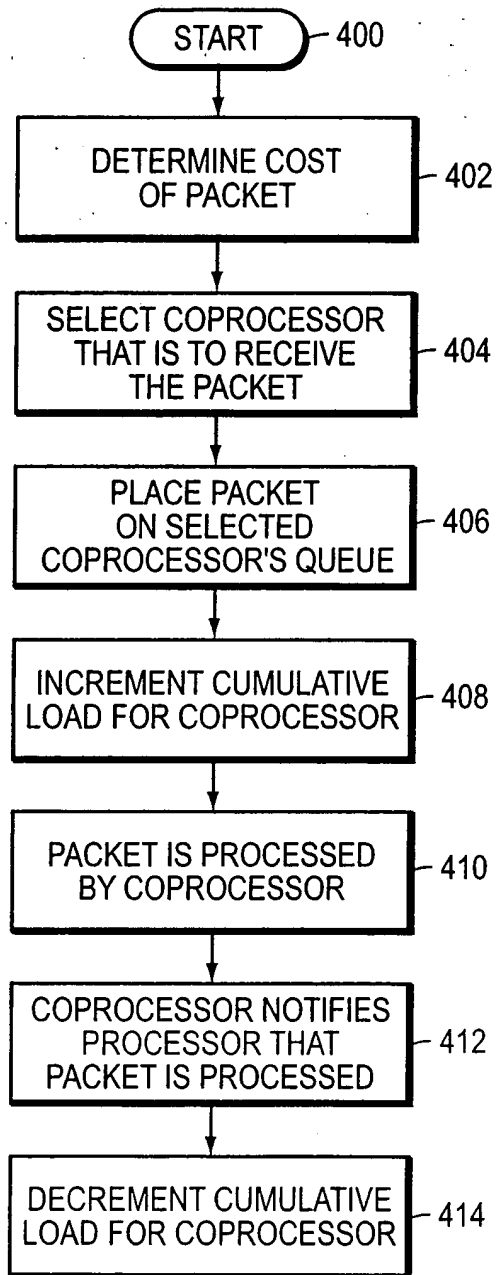 START
400
DETERMINE COST
OF PACKET
402
SELECT COPROCESSOR
THAT IS TO RECEIVE
THE PACKET
404
PLACE PACKET
ON SELECTED
COPROCESSOR'S QUEUE
406
INCREMENT CUMULATIVE
LOAD FOR COPROCESSOR
408
PACKET IS PROCESSED
BY COPROCESSOR
410
COPROCESSOR NOTIFIES
PROCESSOR THAT
PACKET IS PROCESSED
412
DECREMENT CUMULATIVE
LOAD FOR COPROCESSOR
414